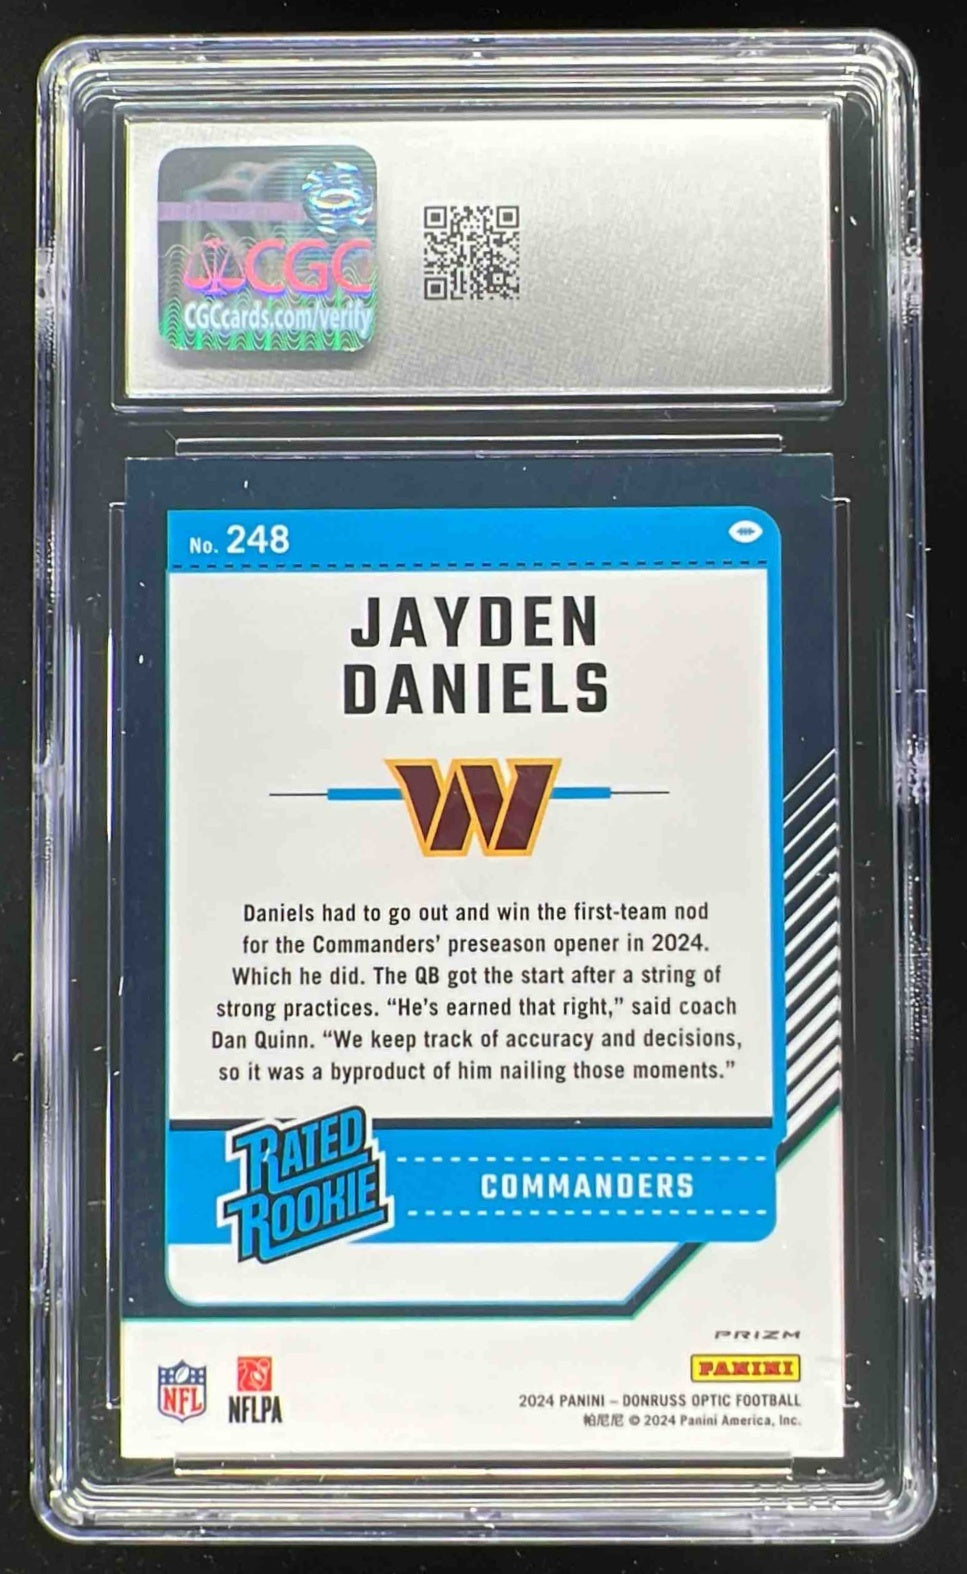 CGC
CGCcards.com/verify
No. 248
JAYDEN
DANIELS
W
Daniels had to go out and win the first-team nod
for the Commanders’ preseason opener in 2024.
Which he did. The QB got the start after a string of
strong practices. “He’s earned that right,” said coach
Dan Quinn. “We keep track of accuracy and decisions,
so it was a byproduct of him nailing those moments.”
RATED
ROOKIE
COMMANDERS
PRIZM
PANINI
NFL
NFLPA
2024 PANINI – DONRUSS OPTIC FOOTBALL
帕尼尼 © 2024 Panini America, Inc.